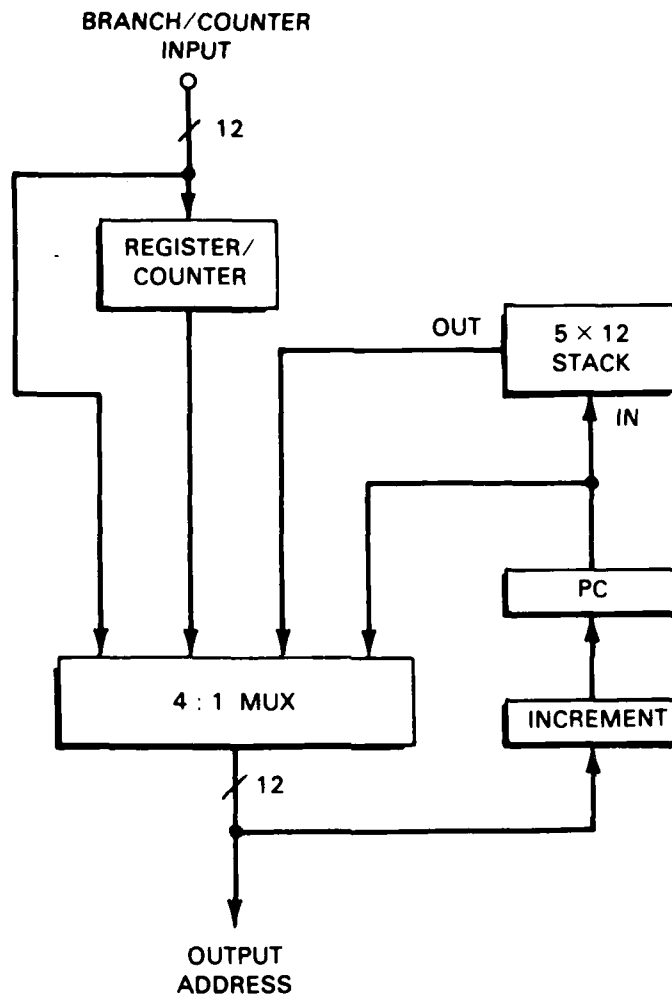 BRANCH/COUNTER
INPUT
12
REGISTER/
COUNTER
OUT
5 × 12
STACK
IN
PC
4 : 1 MUX
INCREMENT
12
OUTPUT
ADDRESS